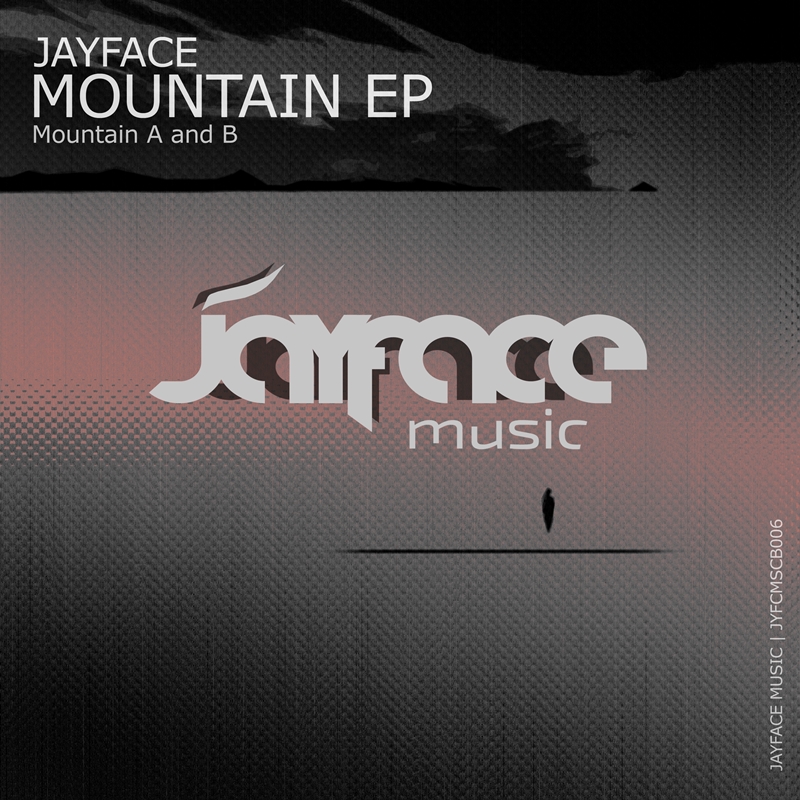 JAYFACE
MOUNTAIN EP
Mountain A and B
jayface
music
JAYFACE MUSIC | JYFCMSCB006